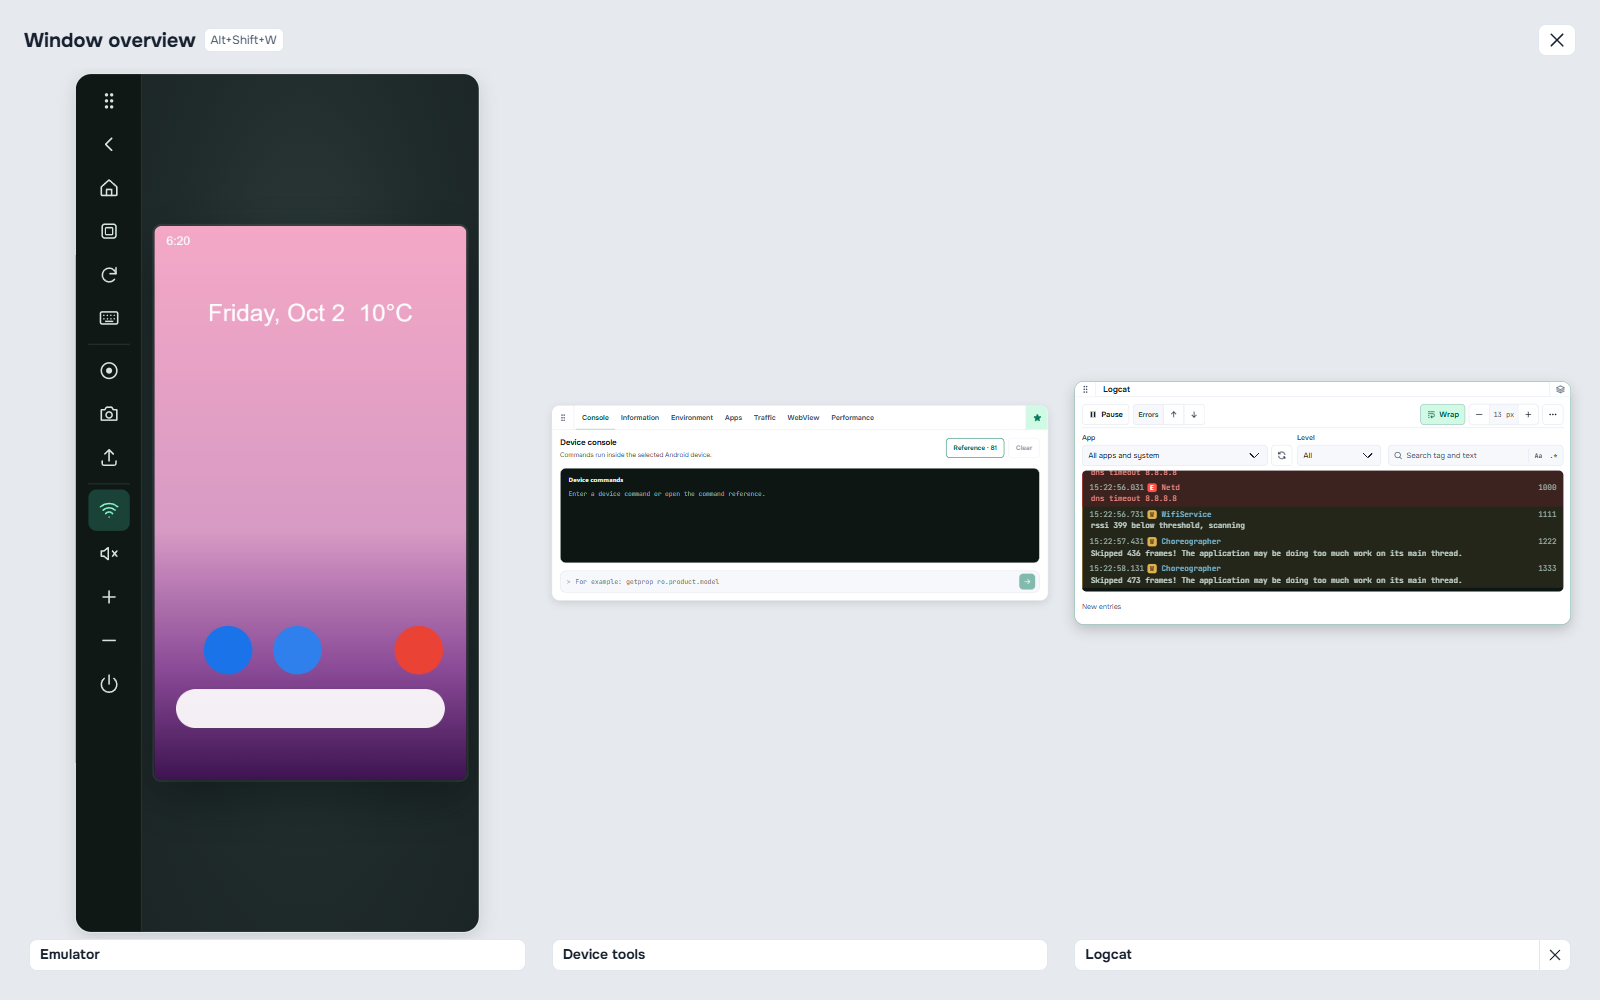 Window overview Alt+Shift+W
6:20
Friday, Oct 2 10°C
Emulator
Console Information Environment Apps Traffic WebView Performance
Device console
Commands run inside the selected Android device.
Reference · 81 Clear
Device commands
Enter a device command or open the command reference.
> For example: getprop ro.product.model
Device tools
Logcat
Pause Errors Wrap 13 px
App Level
All apps and system All Search tag and text Aa .*
dns timeout 8.8.8.8
15:22:56.031 E Netd 1000
dns timeout 8.8.8.8
15:22:56.731 W WifiService 1111
rssi 399 below threshold, scanning
15:22:57.431 W Choreographer 1222
Skipped 436 frames! The application may be doing too much work on its main thread.
15:22:58.131 W Choreographer 1333
Skipped 473 frames! The application may be doing too much work on its main thread.
New entries
Logcat